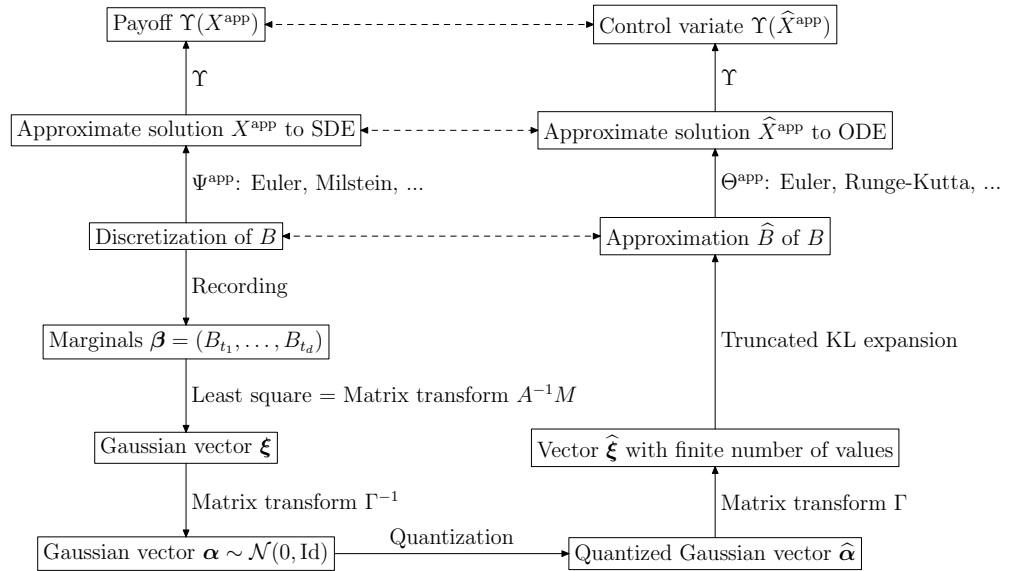 Payoff Υ(X^app)
Control variate Υ(X̂^app)
Υ
Υ
Approximate solution X^app to SDE
Approximate solution X̂^app to ODE
Ψ^app: Euler, Milstein, ...
Θ^app: Euler, Runge-Kutta, ...
Discretization of B
Approximation B̂ of B
Recording
Marginals β = (B_{t_1}, . . . , B_{t_d})
Truncated KL expansion
Least square = Matrix transform A^{−1}M
Gaussian vector ξ
Vector ξ̂ with finite number of values
Matrix transform Γ^{−1}
Matrix transform Γ
Quantization
Gaussian vector α ∼ 𝒩(0, Id)
Quantized Gaussian vector α̂